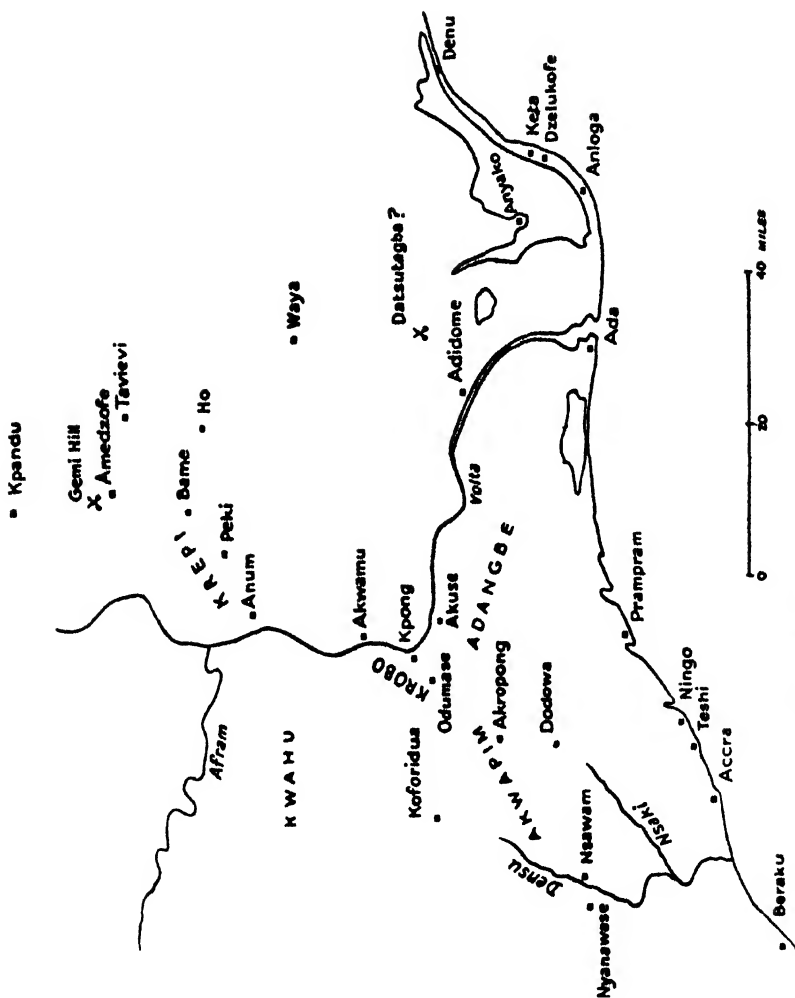 Kpandu
Gemi Hill
Amedzofe
Tavievi
Bame
Ho
KREPI
Peki
Anum
Waya
Afram
KWAHU
Akwamu
Kpong
KROBO
Odumase
Akuse
Koforidua
ADANGBE
Akropong
AKWAPIM
Dodowa
Volta
Adidome
Datsutagba?
Anyako
Denu
Keta
Dzelukofe
Anloga
Ada
Densu
Nsawam
Nsaki
Nyanawase
Prampram
Ningo
Teshi
Accra
Beraku
0 20 40 MILES